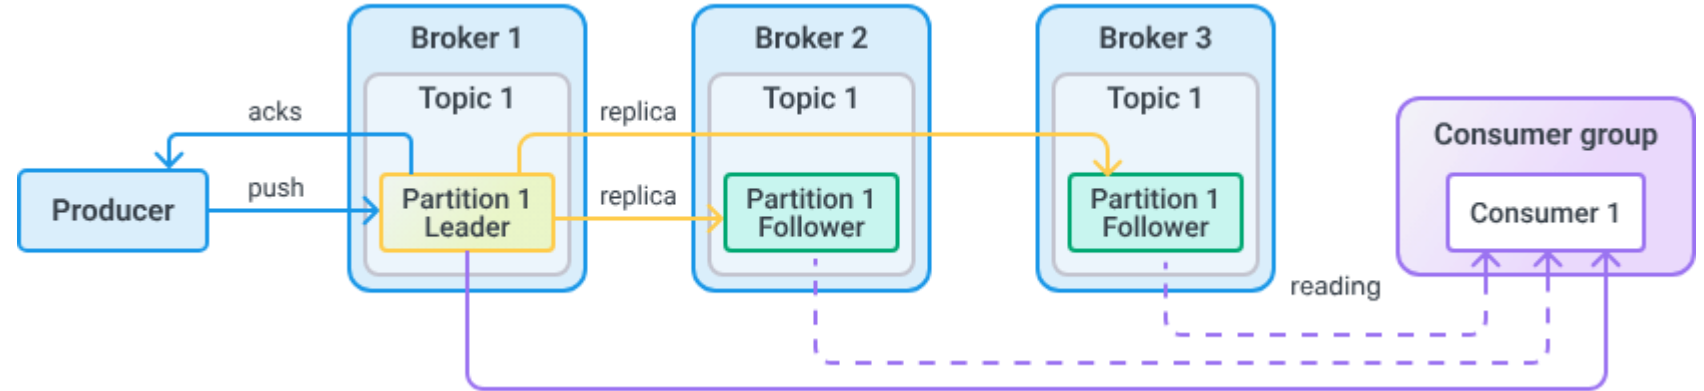 Broker 1
Broker 2
Broker 3
Topic 1
Topic 1
Topic 1
acks
replica
Consumer group
Producer
push
Partition 1
Leader
replica
Partition 1
Follower
Partition 1
Follower
Consumer 1
reading